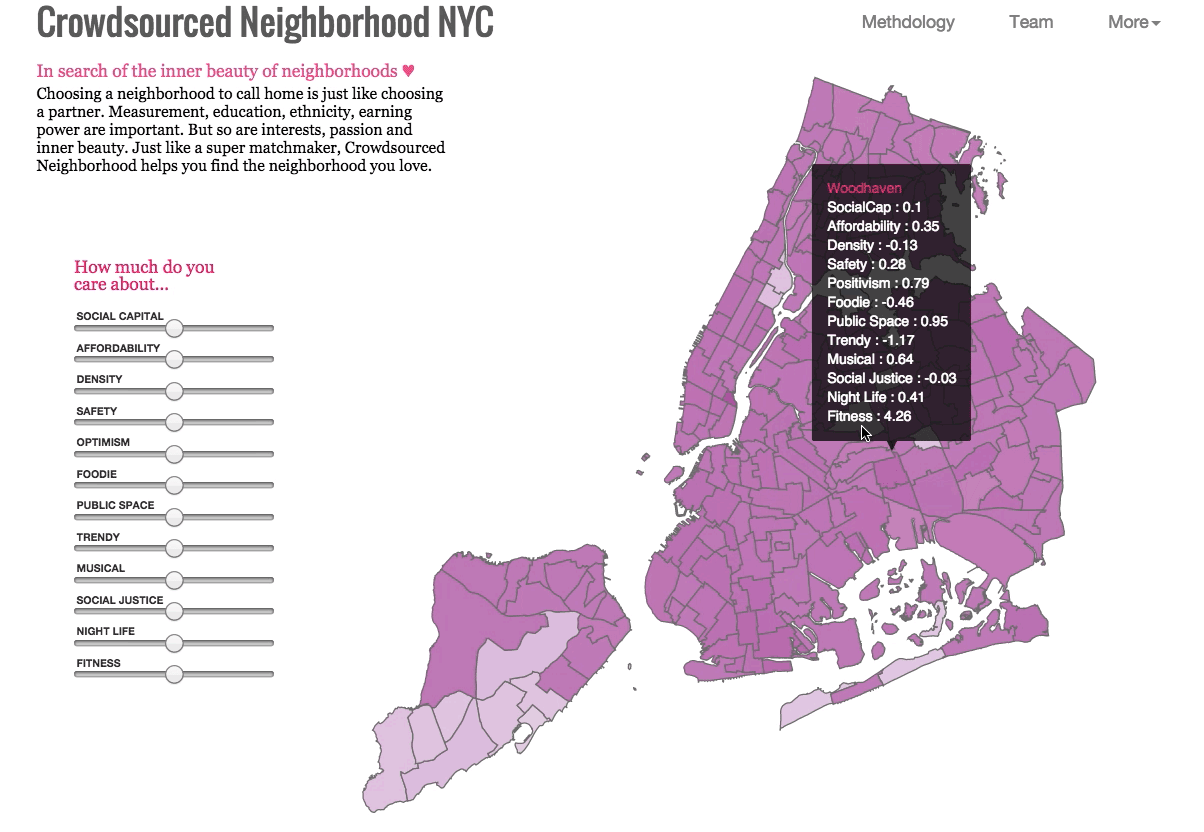 Crowdsourced Neighborhood NYC
Methdology
Team
More
In search of the inner beauty of neighborhoods ♥
Choosing a neighborhood to call home is just like choosing
a partner. Measurement, education, ethnicity, earning
power are important. But so are interests, passion and
inner beauty. Just like a super matchmaker, Crowdsourced
Neighborhood helps you find the neighborhood you love.
How much do you
care about...
SOCIAL CAPITAL
AFFORDABILITY
DENSITY
SAFETY
OPTIMISM
FOODIE
PUBLIC SPACE
TRENDY
MUSICAL
SOCIAL JUSTICE
NIGHT LIFE
FITNESS
Woodhaven
SocialCap : 0.1
Affordability : 0.35
Density : -0.13
Safety : 0.28
Positivism : 0.79
Foodie : -0.46
Public Space : 0.95
Trendy : -1.17
Musical : 0.64
Social Justice : -0.03
Night Life : 0.41
Fitness : 4.26